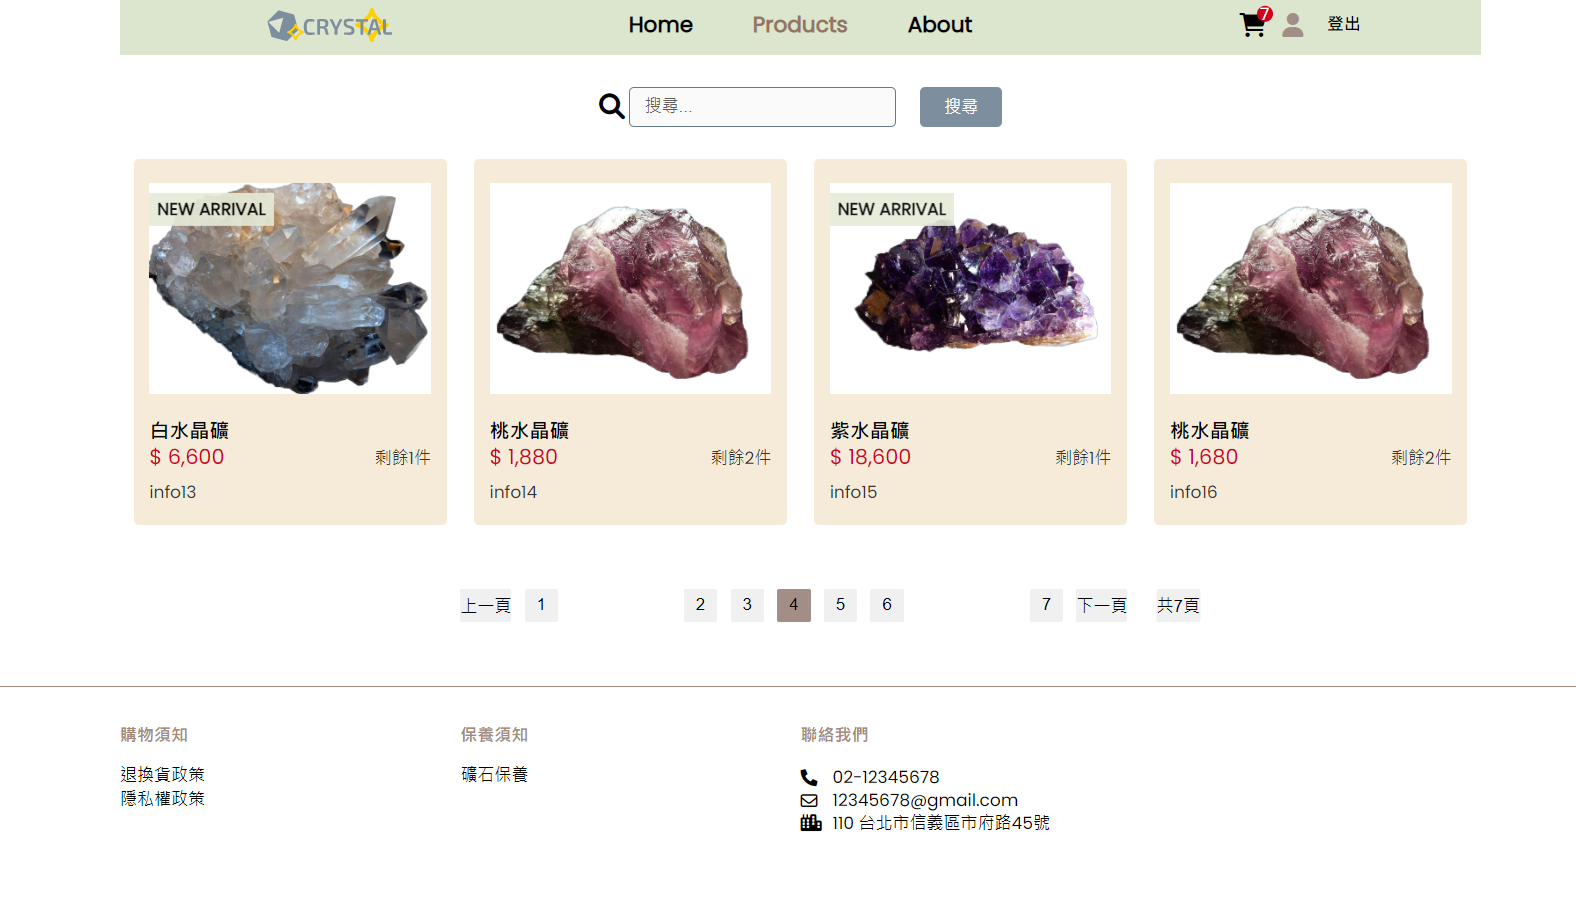 CRYSTAL
Home Products About
7
登出
搜尋...
搜尋
NEW ARRIVAL
白水晶礦
$ 6,600 剩餘1件
info13
桃水晶礦
$ 1,880 剩餘2件
info14
NEW ARRIVAL
紫水晶礦
$ 18,600 剩餘1件
info15
桃水晶礦
$ 1,680 剩餘2件
info16
上一頁 1 2 3 4 5 6 7 下一頁 共7頁
購物須知
退換貨政策
隱私權政策
保養須知
礦石保養
聯絡我們
02-12345678
12345678@gmail.com
110 台北市信義區市府路45號